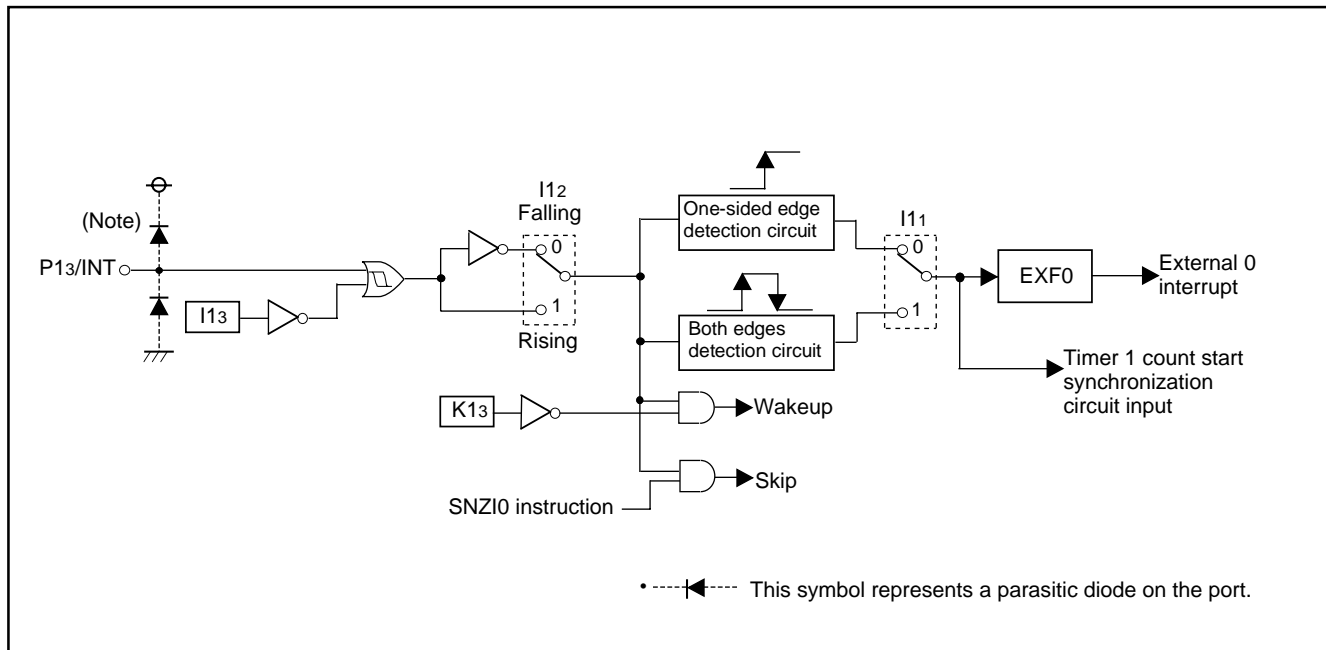 I12
Falling
0
1
Rising
(Note)
P13/INT
I13
K13
One-sided edge
detection circuit
Both edges
detection circuit
I11
0
1
EXF0
External 0
interrupt
Timer 1 count start
synchronization
circuit input
Wakeup
Skip
SNZI0 instruction
• This symbol represents a parasitic diode on the port.